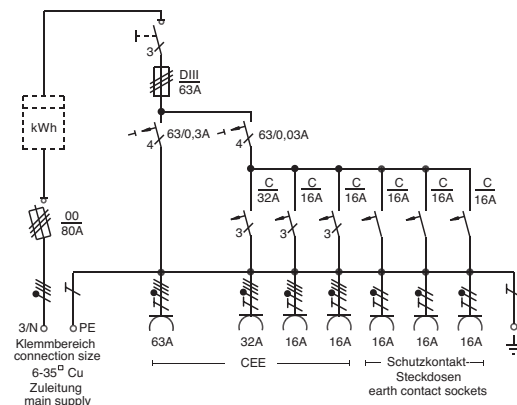 3
DIII
63A
kWh
63/0,3A
4
63/0,03A
4
C
32A
C
16A
C
16A
C
16A
C
16A
C
16A
00
80A
3
3
3
3/N
PE
63A
32A
16A
16A
16A
16A
16A
Klemmbereich
connection size
6-35□ Cu
Zuleitung
main supply
CEE
Schutzkontakt-
Steckdosen
earth contact sockets